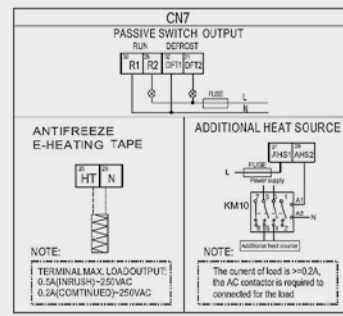 CN7
PASSIVE SWITCH OUTPUT
RUN DEFROST
R1 R2 DFT1 DFT2
FUSE L
N
ANTIFREEZE
E-HEATING TAPE
HT N
NOTE:
TERMINAL MAX. LOADOUTPUT:
0.5A(INRUSH)~250VAC
0.2A(COMTINUED)~250VAC
ADDITIONAL HEAT SOURCE
AHS1 AHS2
FUSE
L
Power supply
KM10
A1
A2 N
Additional heat source
NOTE:
The current of load is >=0.2A,
the AC contactor is required to
connected for the load